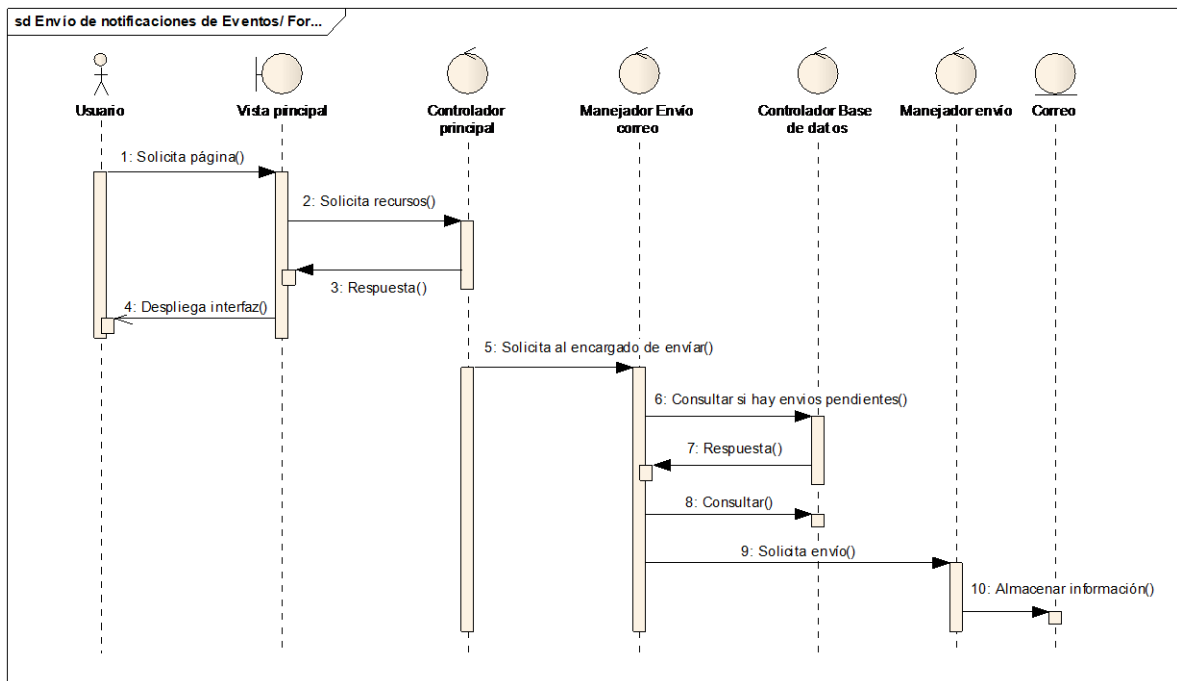 sd Envío de notificaciones de Eventos/ For...
Usuario
Vista principal
Controlador
principal
Manejador Envío
correo
Controlador Base
de datos
Manejador envío
Correo
1: Solicita página()
2: Solicita recursos()
3: Respuesta()
4: Despliega interfaz()
5: Solicita al encargado de envíar()
6: Consultar si hay envios pendientes()
7: Respuesta()
8: Consultar()
9: Solicita envío()
10: Almacenar información()